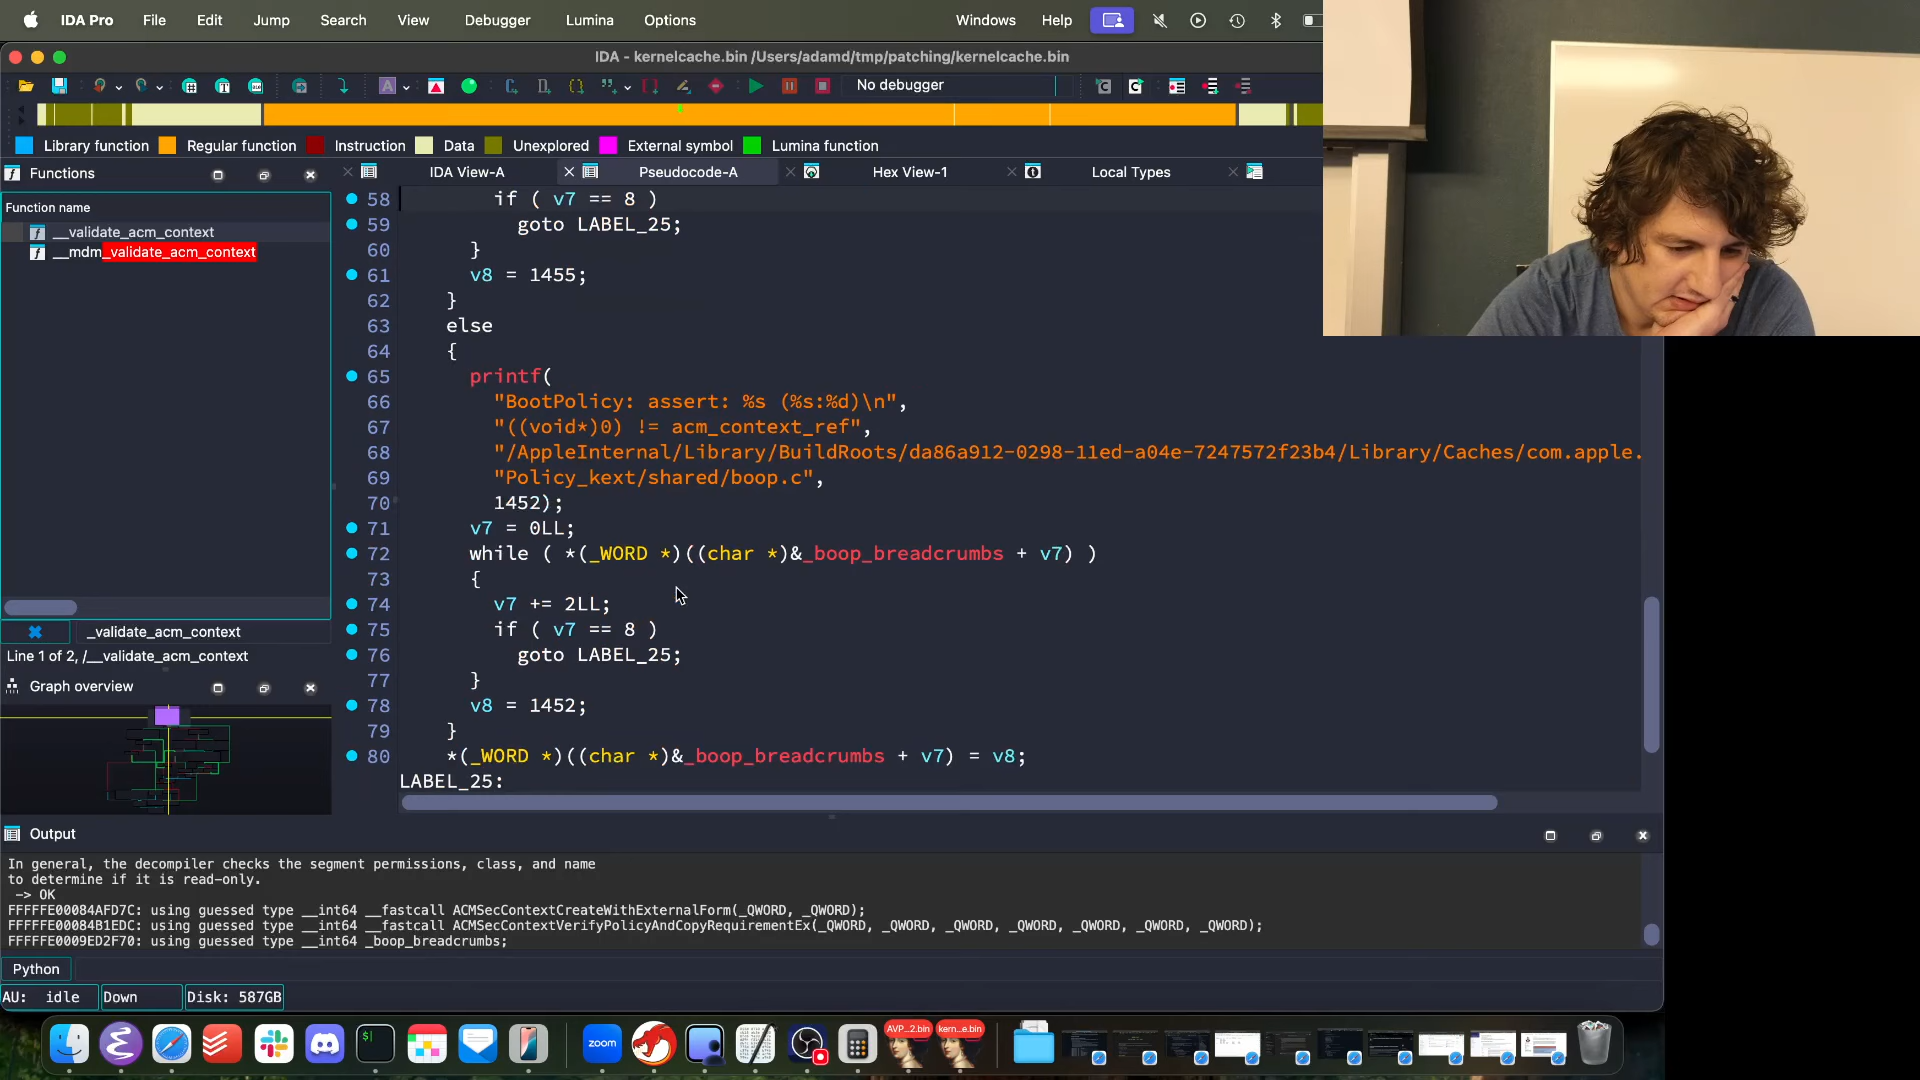 IDA Pro File Edit Jump Search View Debugger Lumina Options Windows Help
IDA - kernelcache.bin /Users/adamd/tmp/patching/kernelcache.bin
No debugger
Library function Regular function Instruction Data Unexplored External symbol Lumina function
Functions
IDA View-A Pseudocode-A Hex View-1 Local Types
Function name
__validate_acm_context
__mdm_validate_acm_context
58 if ( v7 == 8 )
59 goto LABEL_25;
60 }
61 v8 = 1455;
62 }
63 else
64 {
65 printf(
66 "BootPolicy: assert: %s (%s:%d)\n",
67 "((void*)0) != acm_context_ref",
68 "/AppleInternal/Library/BuildRoots/da86a912-0298-11ed-a04e-7247572f23b4/Library/Caches/com.apple.
69 "Policy_kext/shared/boop.c",
70 1452);
71 v7 = 0LL;
72 while ( *(_WORD *)((char *)&_boop_breadcrumbs + v7) )
73 {
74 v7 += 2LL;
75 if ( v7 == 8 )
76 goto LABEL_25;
77 }
78 v8 = 1452;
79 }
80 *(_WORD *)((char *)&_boop_breadcrumbs + v7) = v8;
LABEL_25:
_validate_acm_context
Line 1 of 2, /__validate_acm_context
Graph overview
Output
In general, the decompiler checks the segment permissions, class, and name
to determine if it is read-only.
-> OK
FFFFFE00084AFD7C: using guessed type __int64 __fastcall ACMSecContextCreateWithExternalForm(_QWORD, _QWORD);
FFFFFE00084B1EDC: using guessed type __int64 __fastcall ACMSecContextVerifyPolicyAndCopyRequirementEx(_QWORD, _QWORD, _QWORD, _QWORD, _QWORD, _QWORD, _QWORD);
FFFFFE0009ED2F70: using guessed type __int64 _boop_breadcrumbs;
Python
AU: idle Down Disk: 587GB
zoom
AVP...2.bin
kern...e.bin